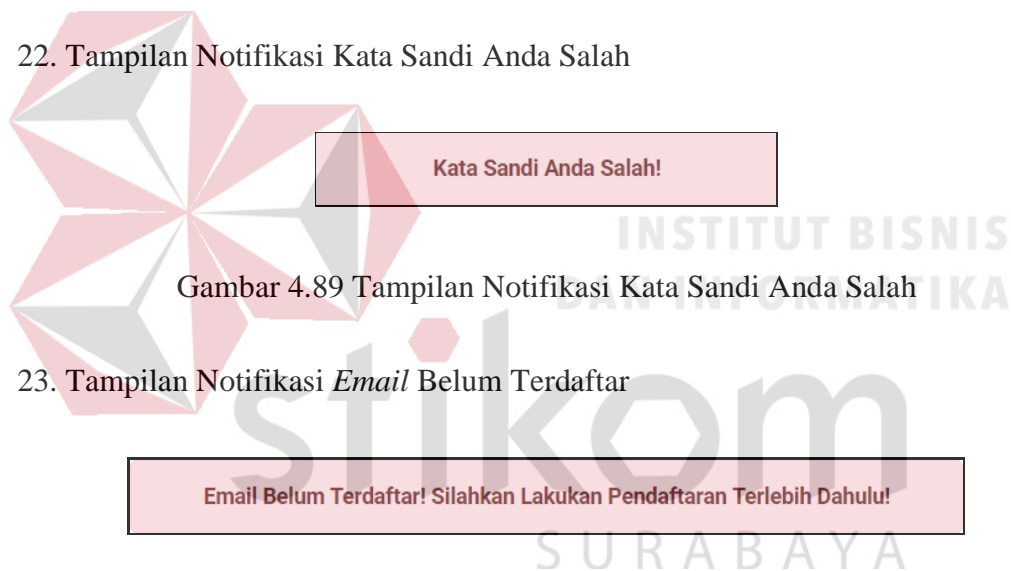 22. Tampilan Notifikasi Kata Sandi Anda Salah
Kata Sandi Anda Salah!
INSTITUT BISNIS
DAN INFORMATIKA
Gambar 4.89 Tampilan Notifikasi Kata Sandi Anda Salah
23. Tampilan Notifikasi Email Belum Terdaftar
stikom
Email Belum Terdaftar! Silahkan Lakukan Pendaftaran Terlebih Dahulu!
SURABAYA